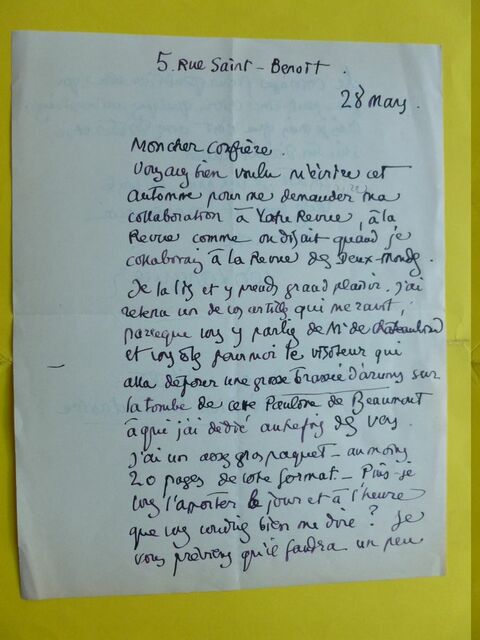 5. Rue Saint-Benoît.
28 mars.
Mon cher confrère.
Vous avez bien voulu m'écrire cet
automne pour me demander ma
collaboration à Votre Revue, à la
Revue comme on disait quand je
collaborais à la Revue des Deux-Mondes.
Je la lis et y prends grand plaisir. J'ai
retenu un de vos articles qui me ravit,
parceque vous y parlez de Mr de Chateaubriand
et vous êtes pour moi le visiteur qui
alla déposer une grosse brassée d'arums sur
la tombe de cette Pauline de Beaumont
à qui j'ai dédié autrefois des vers.
J'ai un assez gros paquet - au moins
20 pages de votre format - Puis-je
vous l'apporter le jour et à l'heure
que vous voudrez bien me dire ? Je
vous préviens qu'il faudra un peu